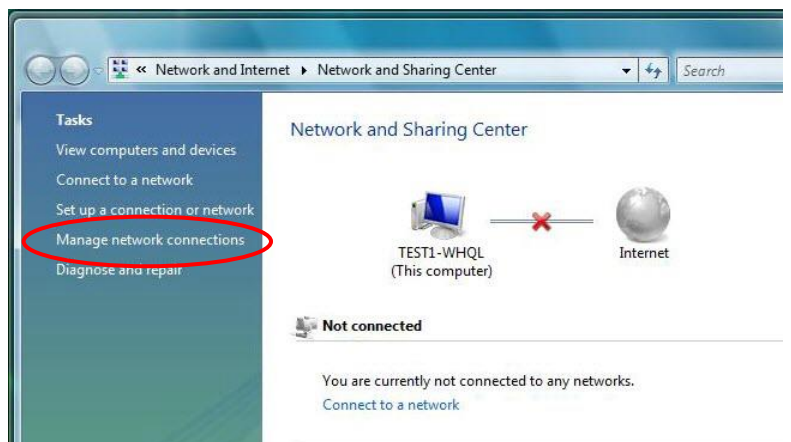 « Network and Internet ▸ Network and Sharing Center
Search
Tasks
View computers and devices
Connect to a network
Set up a connection or network
Manage network connections
Diagnose and repair
Network and Sharing Center
TEST1-WHQL
(This computer)
Internet
Not connected
You are currently not connected to any networks.
Connect to a network